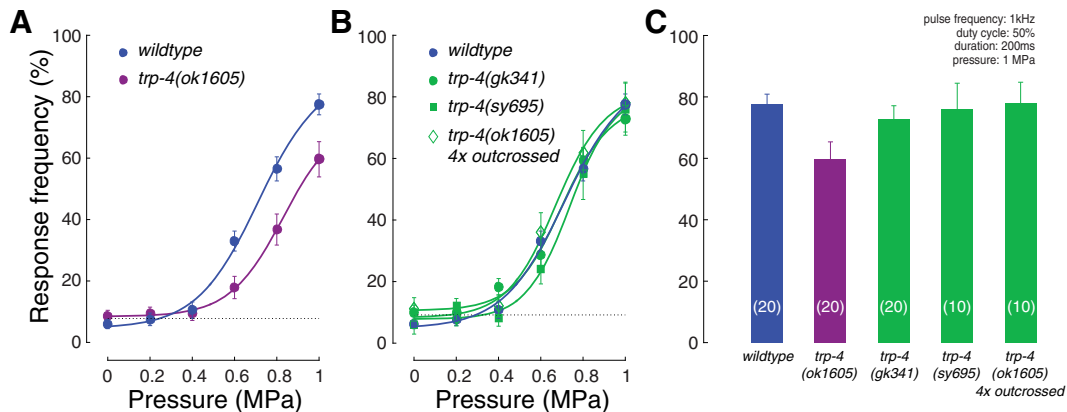 A
Response frequency (%)
100
80
60
40
20
0
0
0.2
0.4
0.6
0.8
1
Pressure (MPa)
wildtype
trp-4(ok1605)
B
100
80
60
40
20
0
0
0.2
0.4
0.6
0.8
1
Pressure (MPa)
wildtype
trp-4(gk341)
trp-4(sy695)
trp-4(ok1605)
4x outcrossed
C
pulse frequency: 1kHz
duty cycle: 50%
duration: 200ms
pressure: 1 MPa
100
80
60
40
20
0
(20)
(20)
(20)
(10)
(10)
wildtype
trp-4
(ok1605)
trp-4
(gk341)
trp-4
(sy695)
trp-4
(ok1605)
4x outcrossed